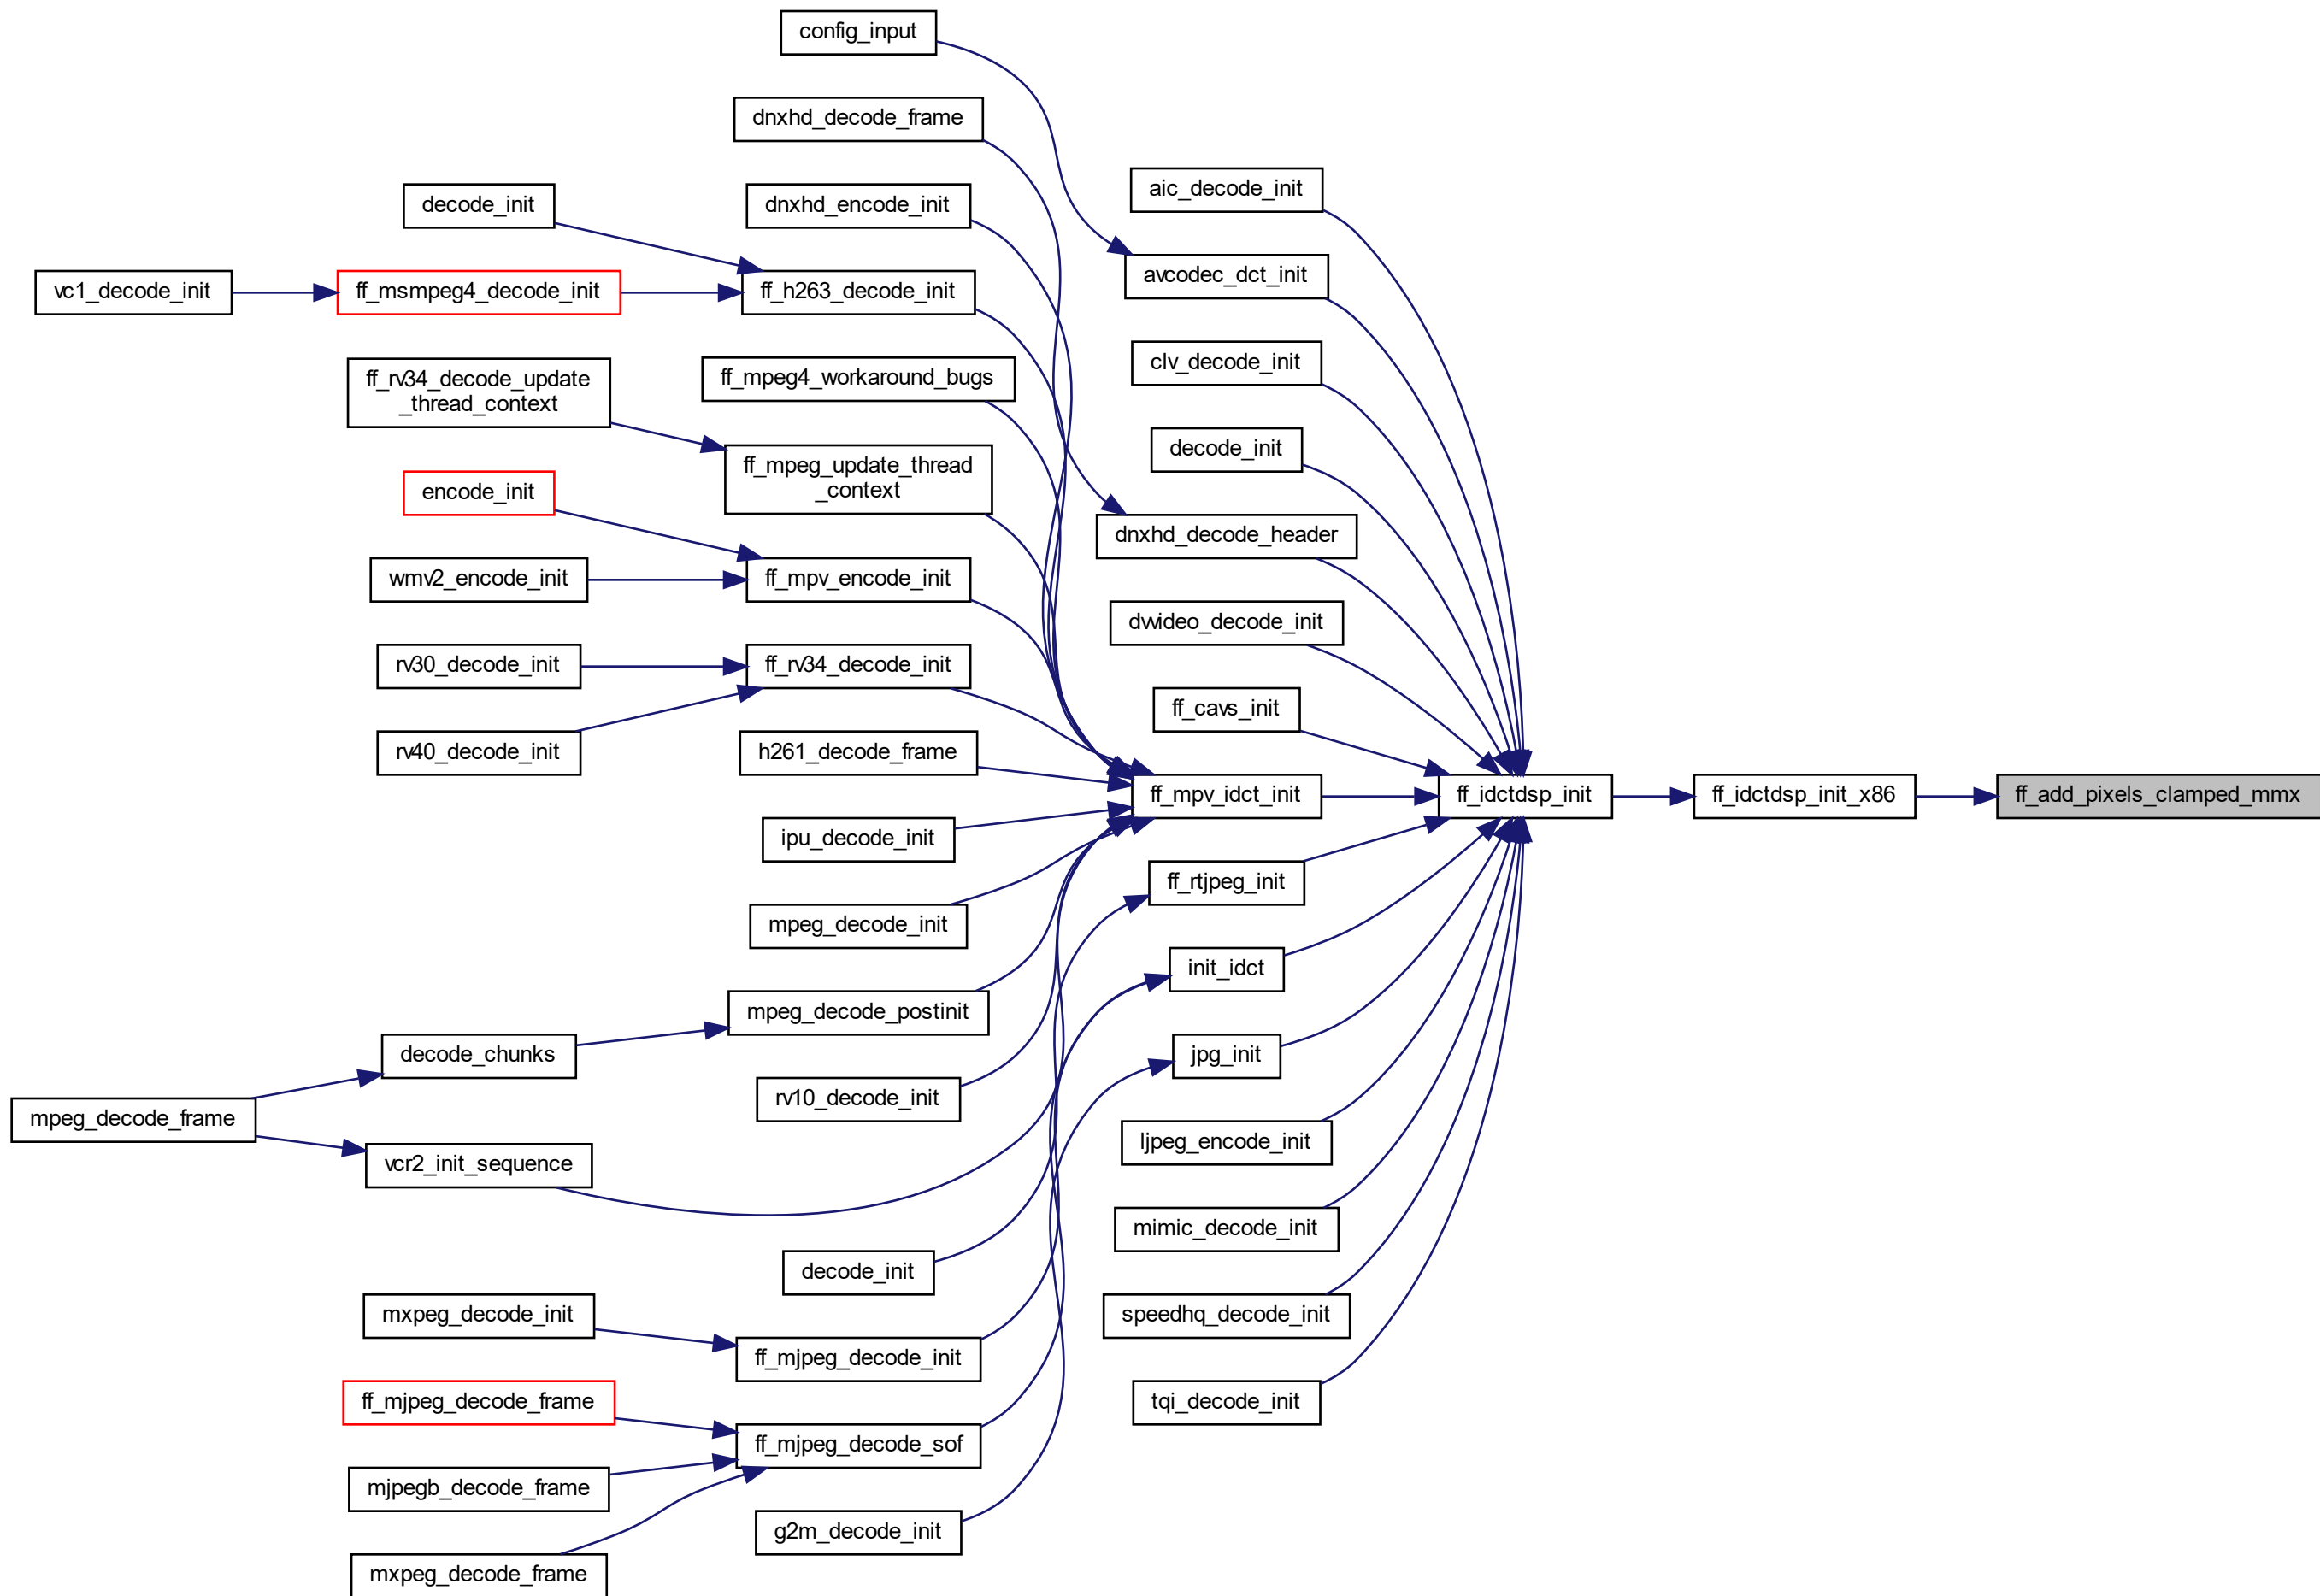 config_input
dnxhd_decode_frame
aic_decode_init
decode_init
dnxhd_encode_init
avcodec_dct_init
vc1_decode_init
ff_msmpeg4_decode_init
ff_h263_decode_init
clv_decode_init
ff_rv34_decode_update
_thread_context
ff_mpeg4_workaround_bugs
decode_init
ff_mpeg_update_thread
_context
encode_init
dnxhd_decode_header
wmv2_encode_init
ff_mpv_encode_init
dvvideo_decode_init
rv30_decode_init
ff_rv34_decode_init
ff_cavs_init
rv40_decode_init
h261_decode_frame
ff_mpv_idct_init
ff_idctdsp_init
ff_idctdsp_init_x86
ff_add_pixels_clamped_mmx
ipu_decode_init
ff_rtjpeg_init
mpeg_decode_init
init_idct
mpeg_decode_postinit
decode_chunks
jpg_init
rv10_decode_init
mpeg_decode_frame
ljpeg_encode_init
vcr2_init_sequence
mimic_decode_init
decode_init
mxpeg_decode_init
speedhq_decode_init
ff_mjpeg_decode_init
ff_mjpeg_decode_frame
tqi_decode_init
ff_mjpeg_decode_sof
mjpegb_decode_frame
g2m_decode_init
mxpeg_decode_frame